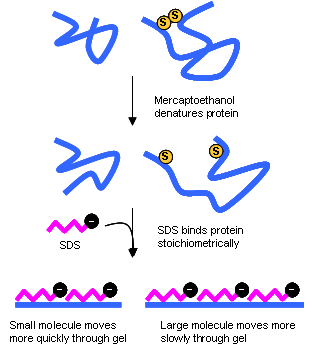 S S
Mercaptoethanol
denatures protein
S
S
SDS
SDS binds protein
stoichiometrically
Small molecule moves
more quickly through gel
Large molecule moves more
slowly through gel